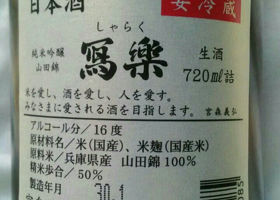 日本酒
要冷蔵
しゃらく
純米吟醸
山田錦
寫樂
生酒
720ml詰
米を愛し、酒を愛し、人を愛す。
みなさまに愛される酒を目指します。 宮森義弘
アルコール分/16度
原材料名/米(国産)、米麹(国産米)
原料米/兵庫県産 山田錦100%
精米歩合/50%
製造年月 30.1